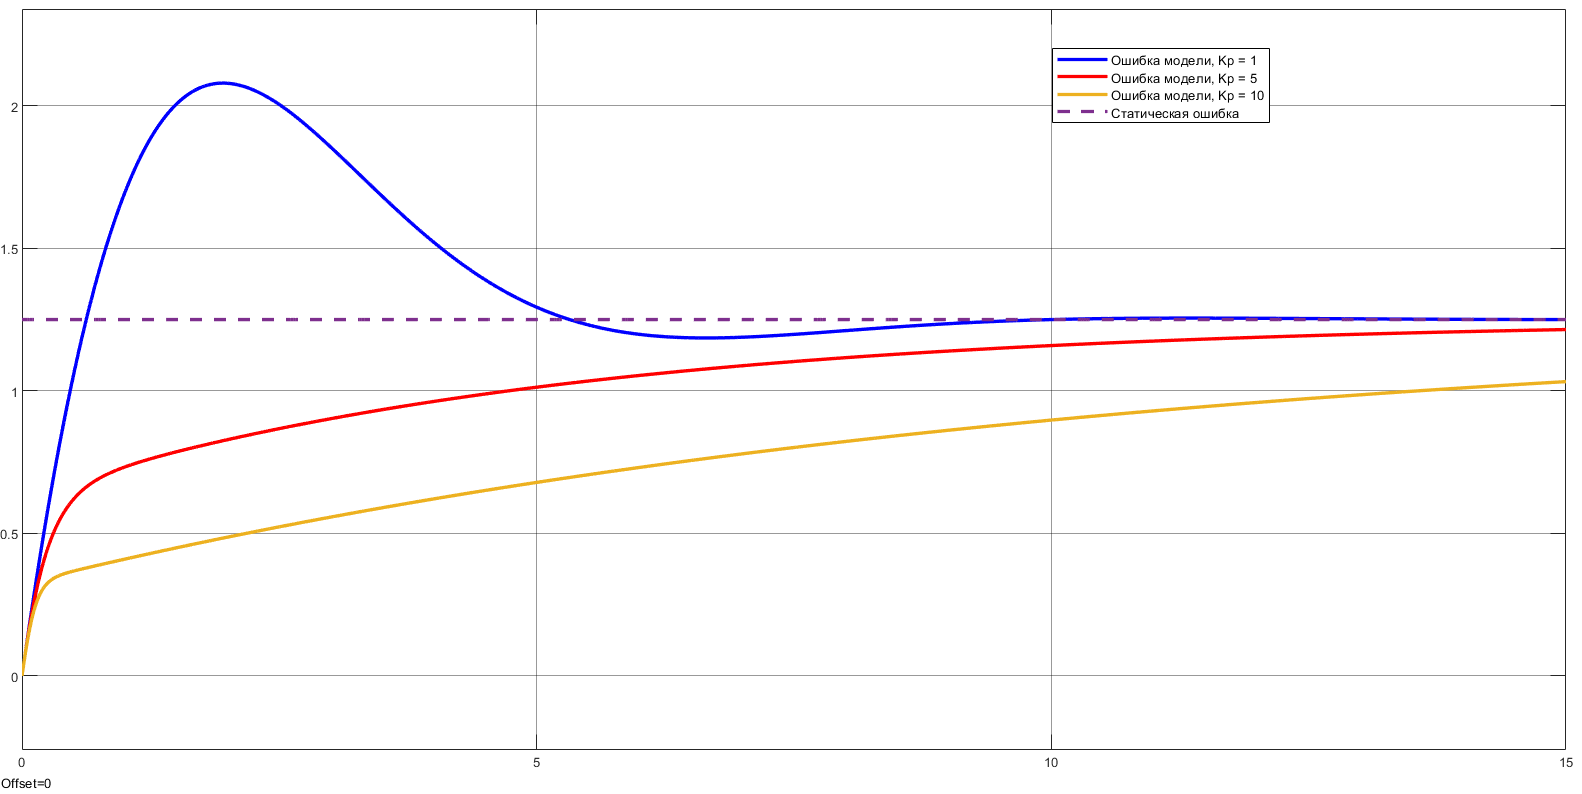 2
1.5
1
0.5
0
Ошибка модели, Kp = 1
Ошибка модели, Kp = 5
Ошибка модели, Kp = 10
Статическая ошибка
0 5 10 15
Offset=0